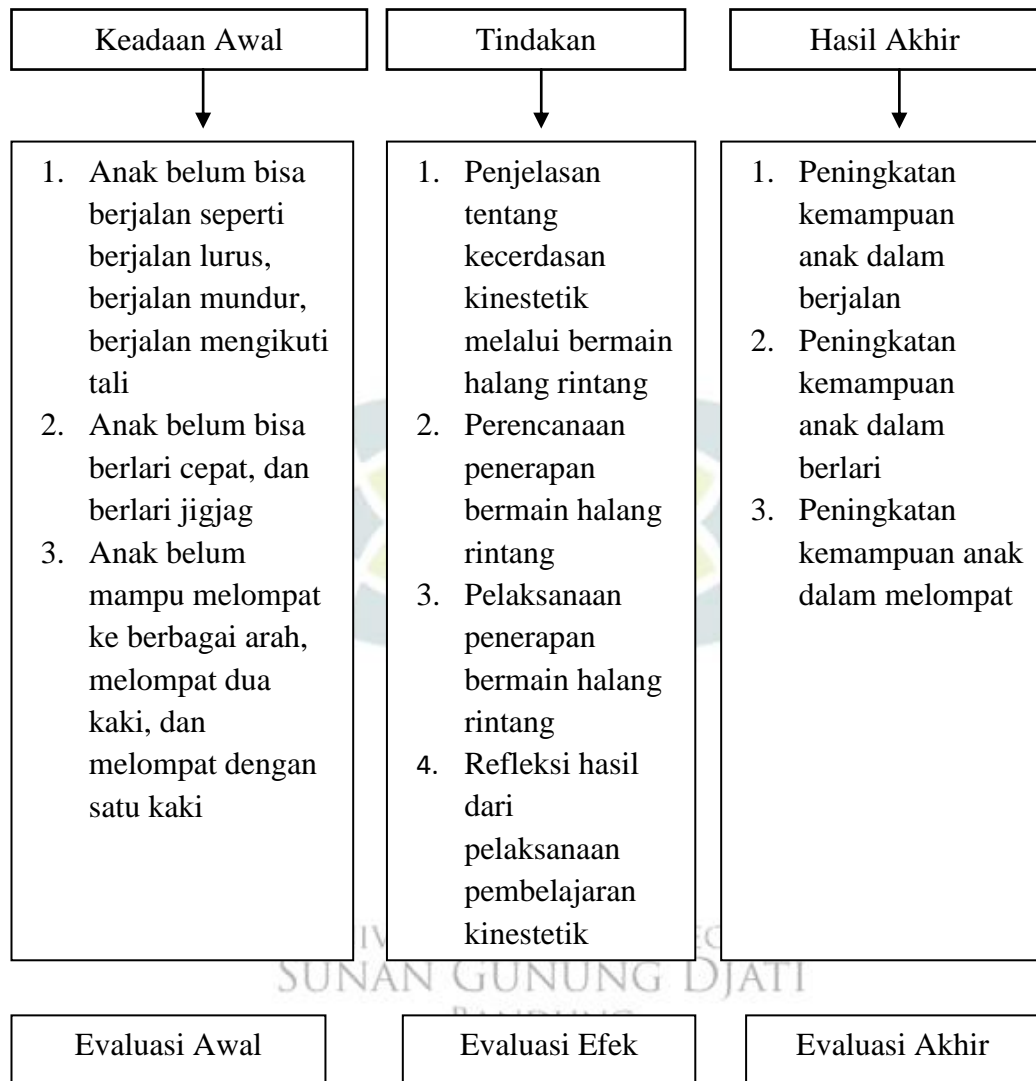 Keadaan Awal
Tindakan
Hasil Akhir
1. Anak belum bisa
berjalan seperti
berjalan lurus,
berjalan mundur,
berjalan mengikuti
tali
2. Anak belum bisa
berlari cepat, dan
berlari jigjag
3. Anak belum
mampu melompat
ke berbagai arah,
melompat dua
kaki, dan
melompat dengan
satu kaki
1. Penjelasan
tentang
kecerdasan
kinestetik
melalui bermain
halang rintang
2. Perencanaan
penerapan
bermain halang
rintang
3. Pelaksanaan
penerapan
bermain halang
rintang
4. Refleksi hasil
dari
pelaksanaan
pembelajaran
kinestetik
1. Peningkatan
kemampuan
anak dalam
berjalan
2. Peningkatan
kemampuan
anak dalam
berlari
3. Peningkatan
kemampuan anak
dalam melompat
SUNAN GUNUNG DJATI
Evaluasi Awal
Evaluasi Efek
Evaluasi Akhir